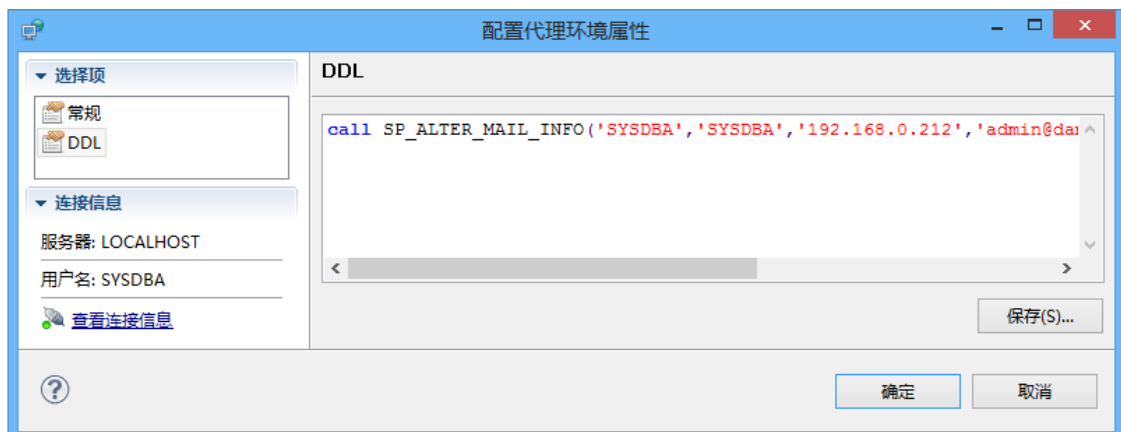 配置代理环境属性
选择项
常规
DDL
连接信息
服务器: LOCALHOST
用户名: SYSDBA
查看连接信息
DDL
call SP_ALTER_MAIL_INFO('SYSDBA','SYSDBA','192.168.0.212','admin@da
保存(S)...
确定
取消